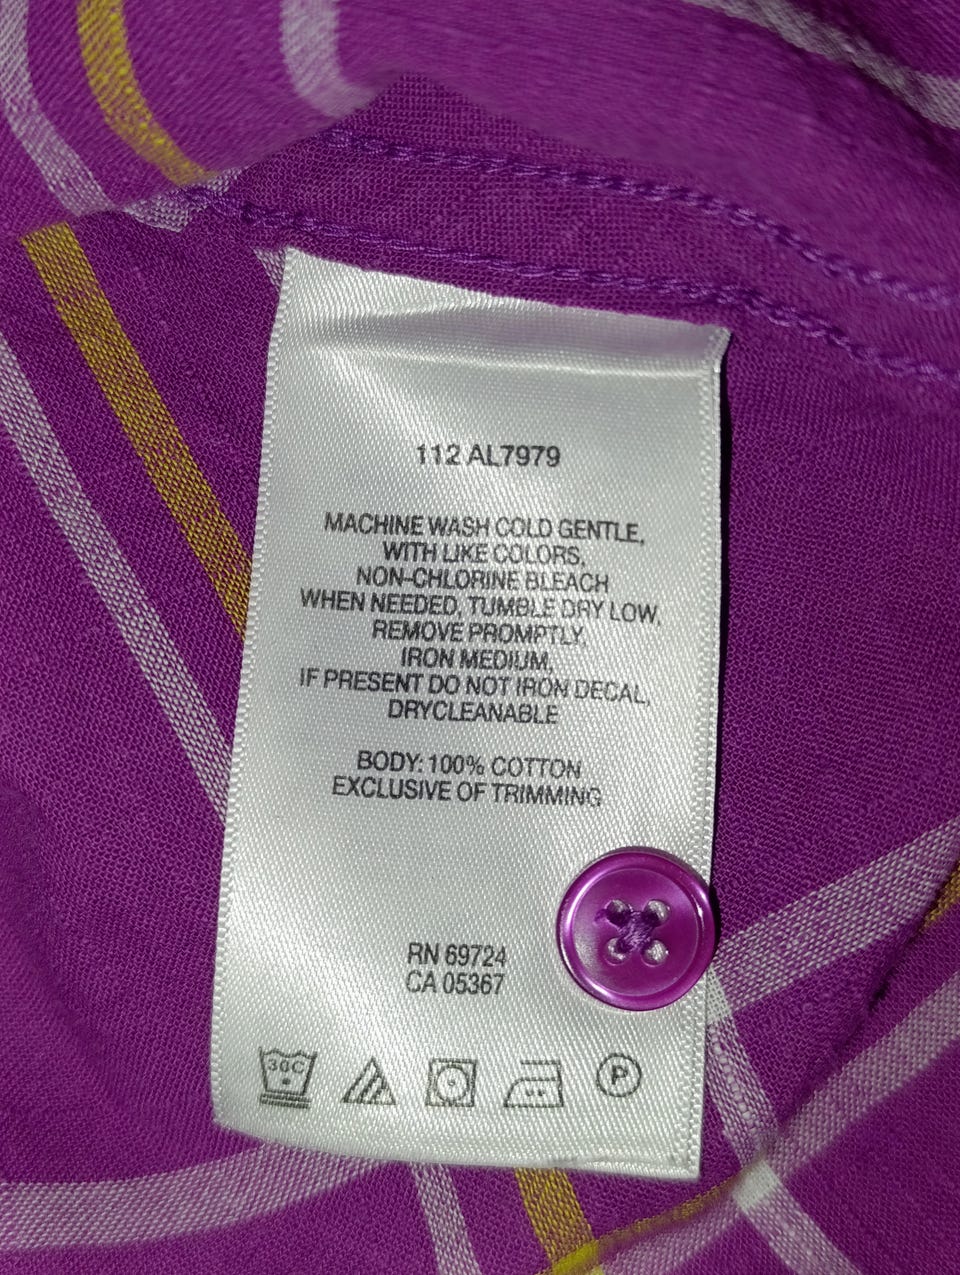 112 AL7979
MACHINE WASH COLD GENTLE,
WITH LIKE COLORS,
NON-CHLORINE BLEACH
WHEN NEEDED, TUMBLE DRY LOW,
REMOVE PROMPTLY,
IRON MEDIUM,
IF PRESENT DO NOT IRON DECAL,
DRYCLEANABLE
BODY: 100% COTTON
EXCLUSIVE OF TRIMMING
RN 69724
CA 05367
30C P